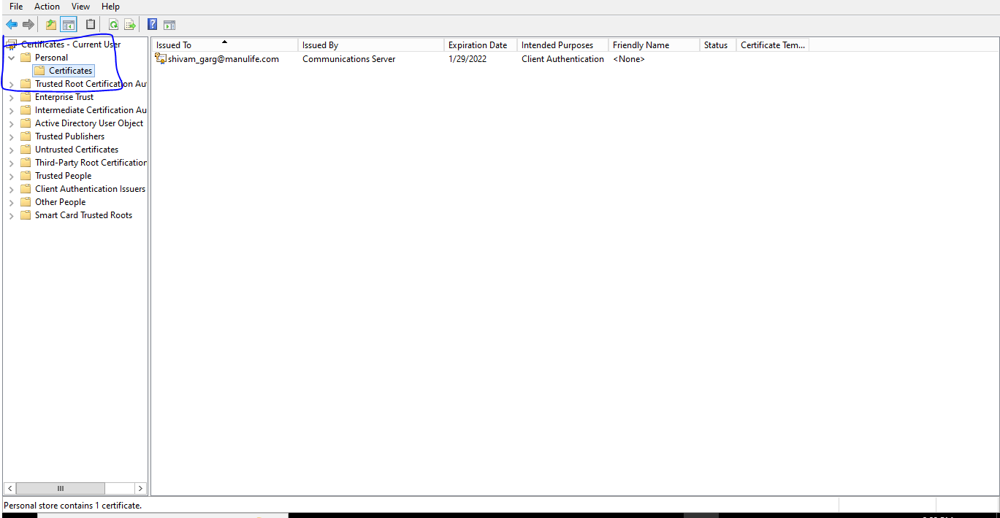 File Action View Help
Certificates - Current User
Personal
Certificates
Trusted Root Certification Au
Enterprise Trust
Intermediate Certification Au
Active Directory User Object
Trusted Publishers
Untrusted Certificates
Third-Party Root Certification
Trusted People
Client Authentication Issuers
Other People
Smart Card Trusted Roots
Issued To Issued By Expiration Date Intended Purposes Friendly Name Status Certificate Tem...
shivam_garg@manulife.com Communications Server 1/29/2022 Client Authentication <None>
Personal store contains 1 certificate.